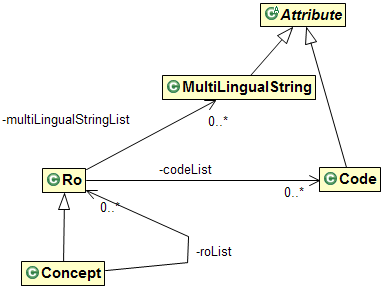 Attribute
MultiLingualString
-multiLingualStringList
0..*
-codeList
Ro
Code
0..*
0..*
-roList
Concept